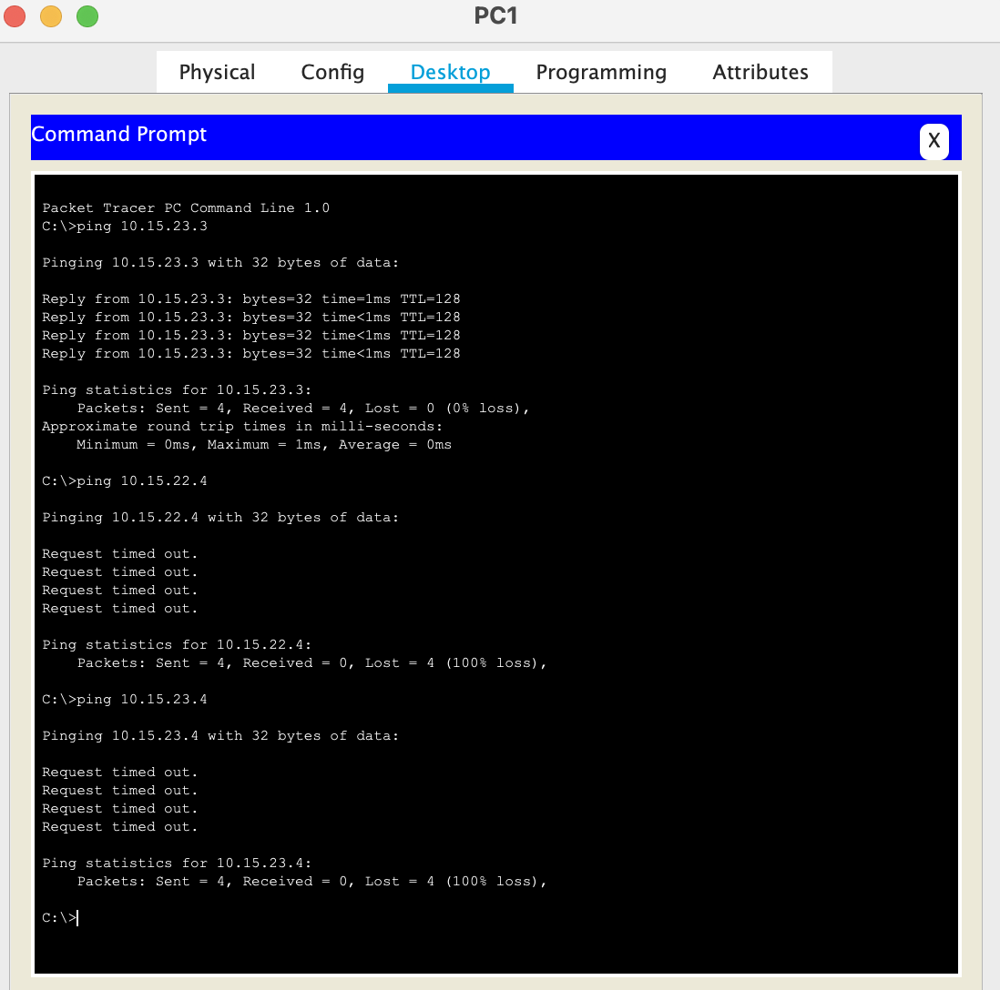 PC1
Physical Config Desktop Programming Attributes
Command Prompt
X
Packet Tracer PC Command Line 1.0
C:\>ping 10.15.23.3
Pinging 10.15.23.3 with 32 bytes of data:
Reply from 10.15.23.3: bytes=32 time=1ms TTL=128
Reply from 10.15.23.3: bytes=32 time<1ms TTL=128
Reply from 10.15.23.3: bytes=32 time<1ms TTL=128
Reply from 10.15.23.3: bytes=32 time<1ms TTL=128
Ping statistics for 10.15.23.3:
    Packets: Sent = 4, Received = 4, Lost = 0 (0% loss),
Approximate round trip times in milli-seconds:
    Minimum = 0ms, Maximum = 1ms, Average = 0ms
C:\>ping 10.15.22.4
Pinging 10.15.22.4 with 32 bytes of data:
Request timed out.
Request timed out.
Request timed out.
Request timed out.
Ping statistics for 10.15.22.4:
    Packets: Sent = 4, Received = 0, Lost = 4 (100% loss),
C:\>ping 10.15.23.4
Pinging 10.15.23.4 with 32 bytes of data:
Request timed out.
Request timed out.
Request timed out.
Request timed out.
Ping statistics for 10.15.23.4:
    Packets: Sent = 4, Received = 0, Lost = 4 (100% loss),
C:\>